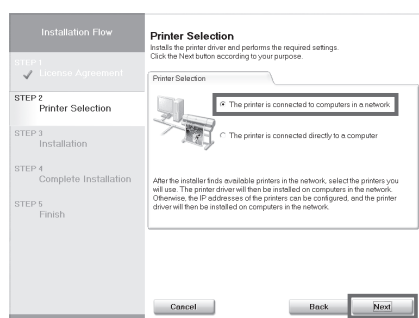 Installation Flow
STEP 1
License Agreement
STEP 2
Printer Selection
STEP 3
Installation
STEP 4
Complete Installation
STEP 5
Finish
Printer Selection
Installs the printer driver and performs the required settings.
Click the Next button according to your purpose.
Printer Selection
The printer is connected to computers in a network
The printer is connected directly to a computer
After the installer finds available printers in the network, select the printers you
will use. The printer driver will then be installed on computers in the network.
Otherwise, the IP addresses of the printers can be configured, and the printer
driver will then be installed on computers in the network.
Cancel
Back
Next